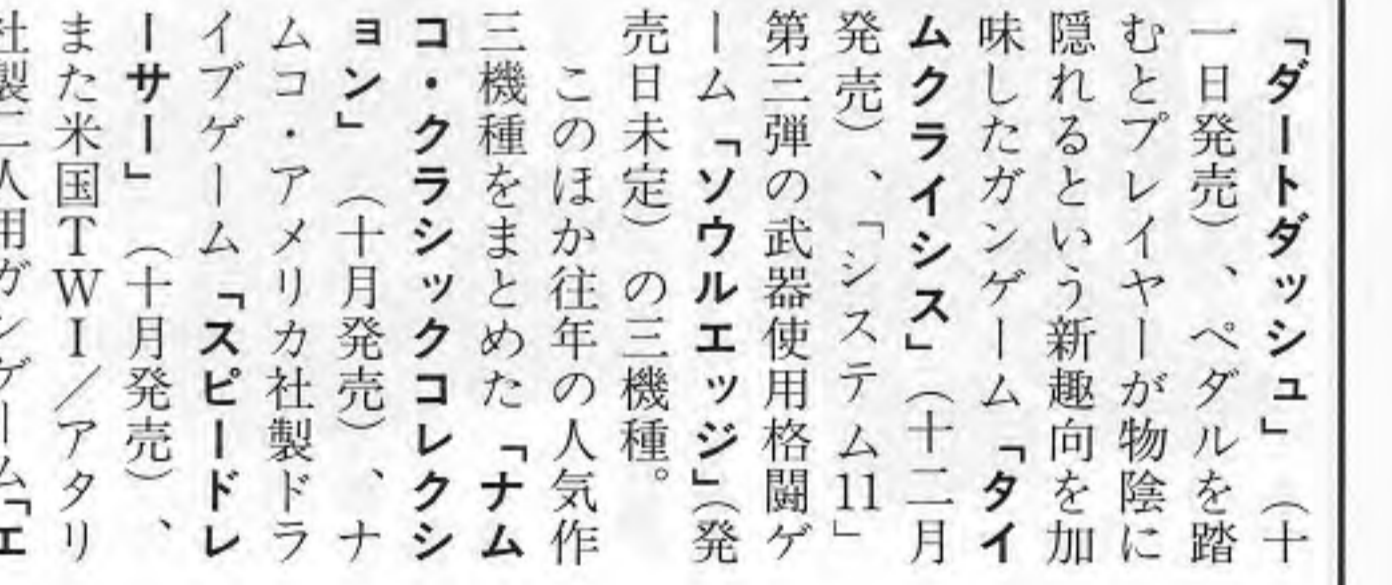 「ダートダッシュ」（十
一日発売）、ペダルを踏
むとプレイヤーが物陰に
隠れるという新趣向を加
味したガンゲーム「タイ
ムクライシス」（十二月
発売）、「システム11」
第三弾の武器使用格闘ゲ
ーム「ソウルエッジ」（発
売日未定）の三機種。
このほか往年の人気作
三機種をまとめた「ナム
コ・クラシックコレクシ
ョン」（十月発売）、ナ
ムコ・アメリカ社製ドラ
イブゲーム「スピードレ
ーサー」（十月発売）、
また米国ＴＷＩ／アタリ
社製二人用ガンゲーム「エ